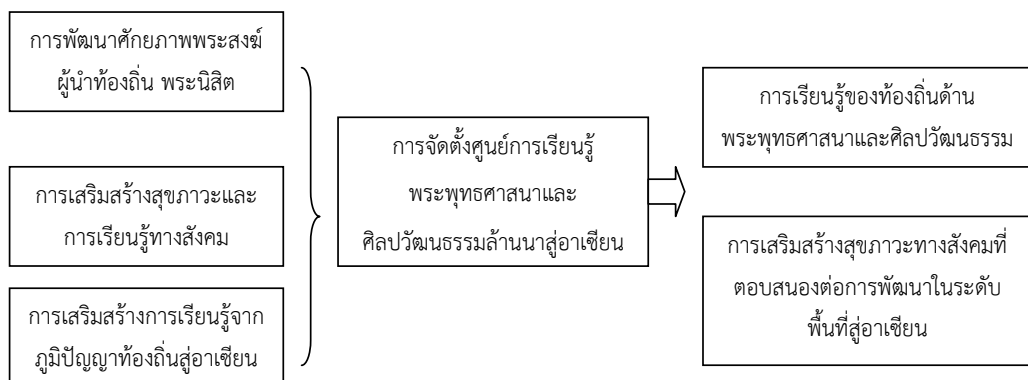 การพัฒนาศักยภาพพระสงฆ์
ผู้นำท้องถิ่น พระนิสิต
การเสริมสร้างสุขภาวะและ
การเรียนรู้ทางสังคม
การเสริมสร้างการเรียนรู้จาก
ภูมิปัญญาท้องถิ่นสู่อาเซียน
การจัดตั้งศูนย์การเรียนรู้
พระพุทธศาสนาและ
ศิลปวัฒนธรรมล้านนาสู่อาเซียน
การเรียนรู้ของท้องถิ่นด้าน
พระพุทธศาสนาและศิลปวัฒนธรรม
การเสริมสร้างสุขภาวะทางสังคมที่
ตอบสนองต่อการพัฒนาในระดับ
พื้นที่สู่อาเซียน